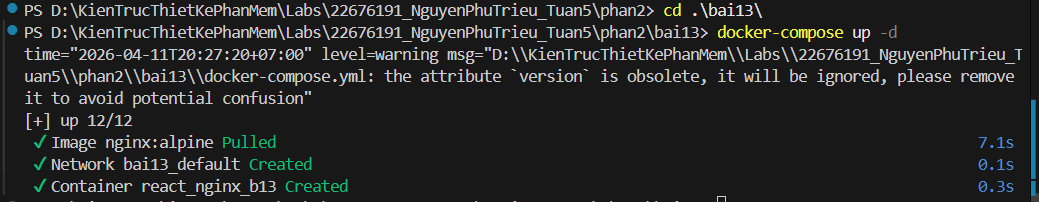 PS D:\KienTrucThietKePhanMem\Labs\22676191_NguyenPhuTrieu_Tuan5\phan2> cd .\bai13\
PS D:\KienTrucThietKePhanMem\Labs\22676191_NguyenPhuTrieu_Tuan5\phan2\bai13> docker-compose up -d
time="2026-04-11T20:27:20+07:00" level=warning msg="D:\\KienTrucThietKePhanMem\\Labs\\22676191_NguyenPhuTrieu_T
uan5\\phan2\\bai13\\docker-compose.yml: the attribute `version` is obsolete, it will be ignored, please remove
it to avoid potential confusion"
[+] up 12/12
✔ Image nginx:alpine Pulled 7.1s
✔ Network bai13_default Created 0.1s
✔ Container react_nginx_b13 Created 0.3s